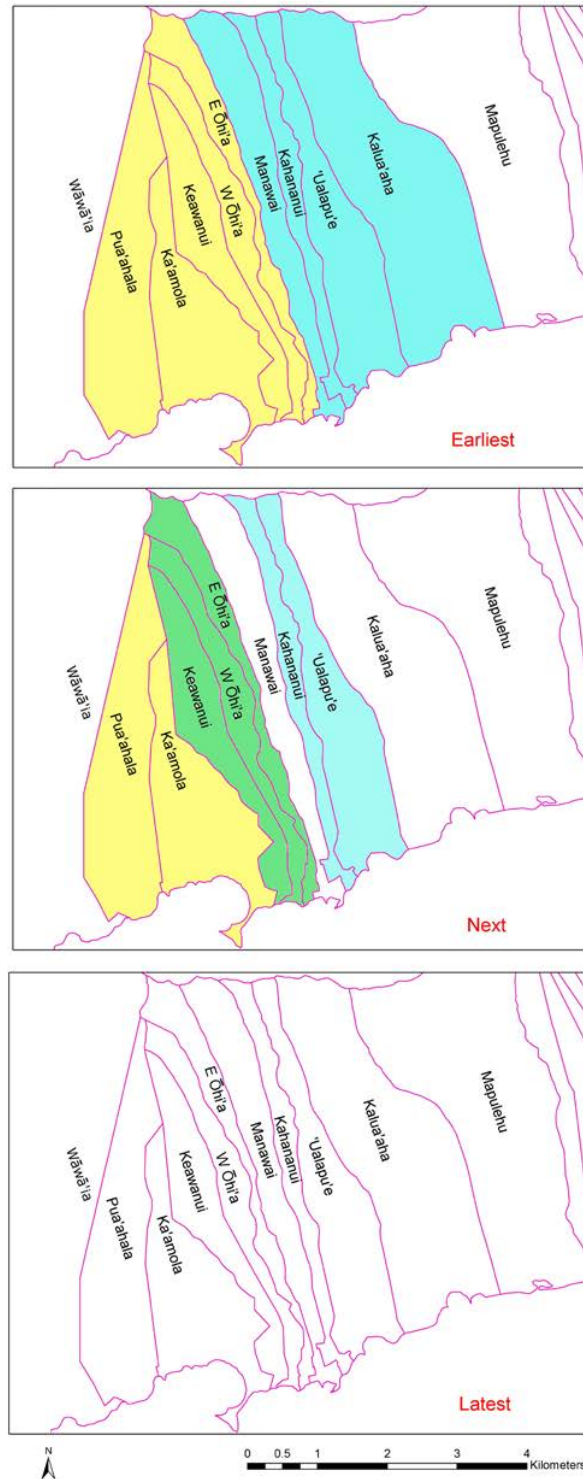 Wāwā'ia
Pua'ahala
Ka'amola
Keawanui
W Ōhi'a
E Ōhi'a
Manawai
Kahananui
'Ualapu'e
Kalua'aha
Mapulehu
Earliest
Wāwā'ia
Pua'ahala
Ka'amola
Keawanui
W Ōhi'a
E Ōhi'a
Manawai
Kahananui
'Ualapu'e
Kalua'aha
Mapulehu
Next
Wāwā'ia
Pua'ahala
Ka'amola
Keawanui
W Ōhi'a
E Ōhi'a
Manawai
Kahananui
'Ualapu'e
Kalua'aha
Mapulehu
Latest
N
0 0.5 1 2 3 4
Kilometers